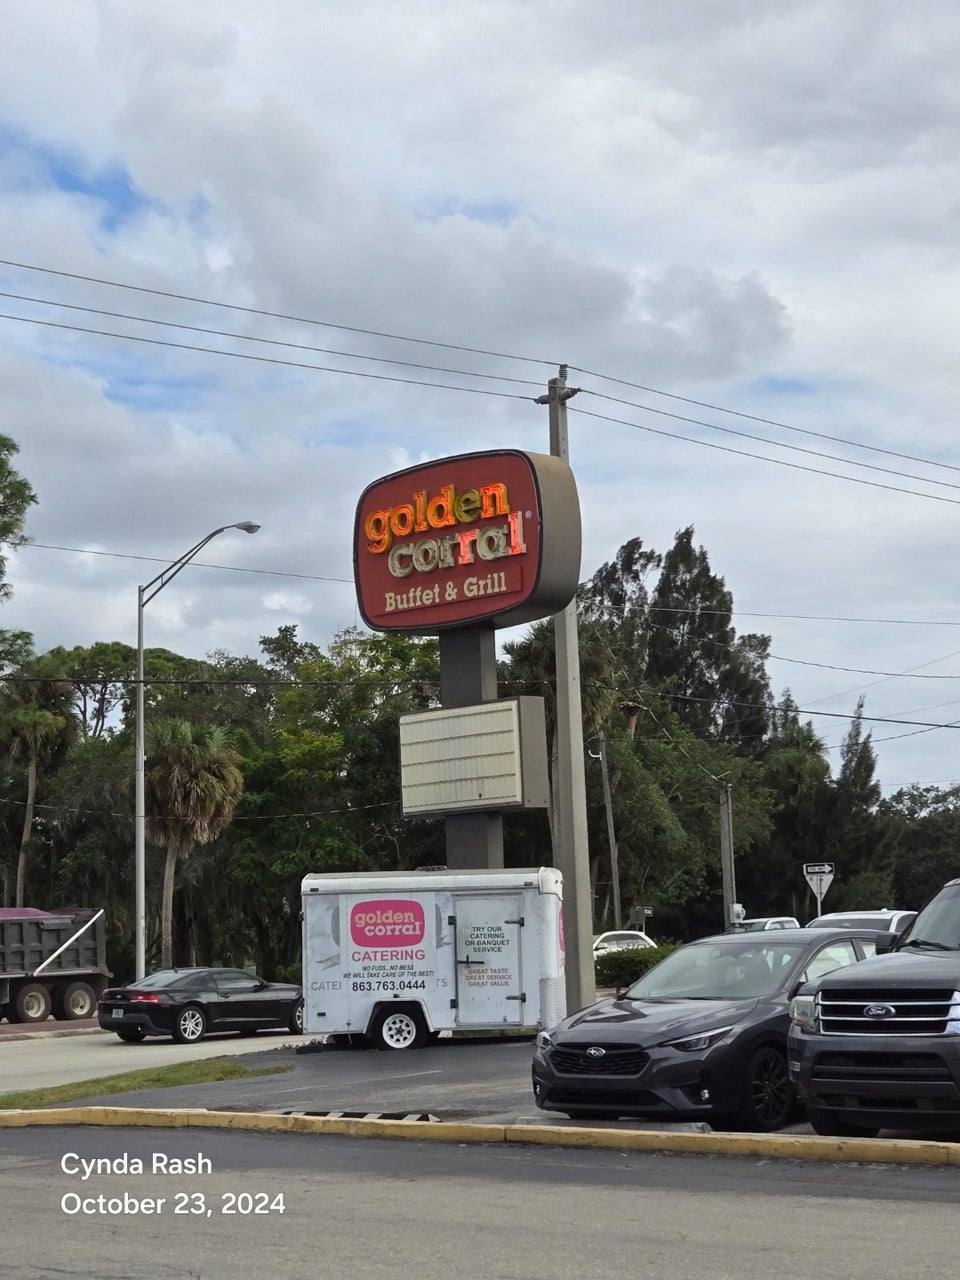 golden
corral®
Buffet & Grill
golden
corral
CATERING
NO FUSS..NO MESS
WE WILL TAKE CARE OF THE REST!
863.763.0444
TRY OUR
CATERING
OR BANQUET
SERVICE
GREAT TASTE
GREAT SERVICE
GREAT VALUE
Ford
Cynda Rash
October 23, 2024